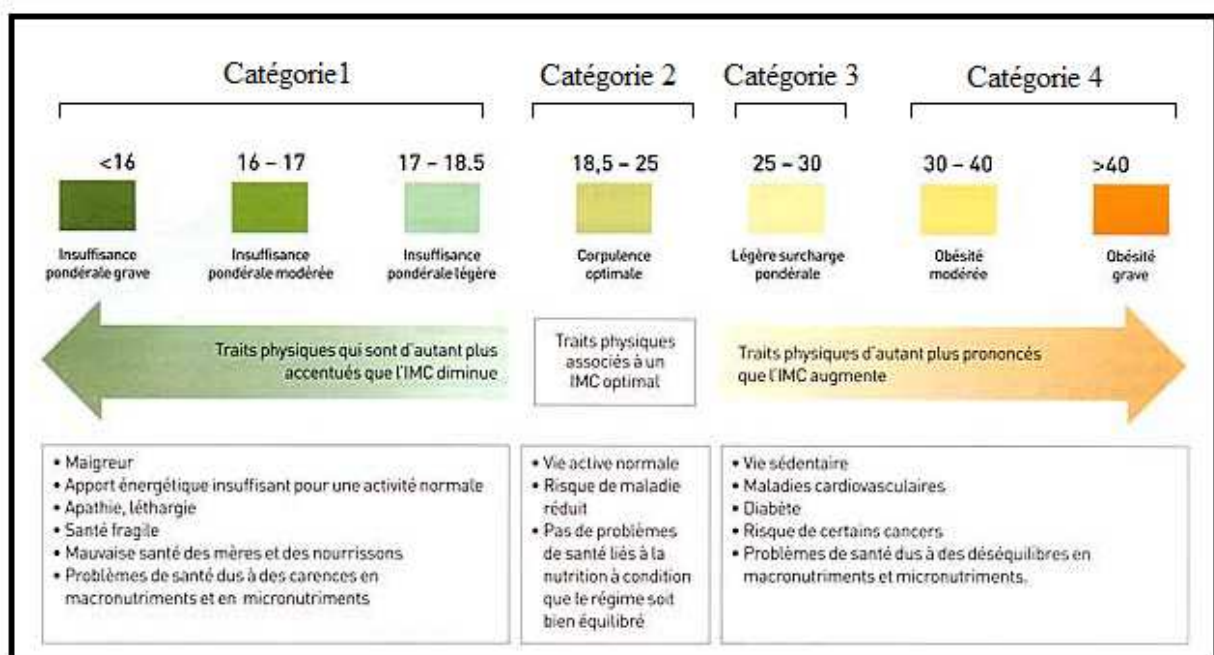 Catégorie1
Catégorie 2
Catégorie 3
Catégorie 4
<16
16 – 17
17 – 18.5
18,5 – 25
25 – 30
30 – 40
>40
Insuffisance
pondérale grave
Insuffisance
pondérale modérée
Insuffisance
pondérale légère
Corpulence
optimale
Légère surcharge
pondérale
Obésité
modérée
Obésité
grave
Traits physiques qui sont d'autant plus
accentués que l'IMC diminue
Traits physiques
associés à un
IMC optimal
Traits physiques d'autant plus prononcés
que l'IMC augmente
• Maigreur
• Apport énergétique insuffisant pour une activité normale
• Apathie, léthargie
• Santé fragile
• Mauvaise santé des mères et des nourrissons
• Problèmes de santé dus à des carences en
macronutriments et en micronutriments
• Vie active normale
• Risque de maladie
réduit
• Pas de problèmes
de santé liés à la
nutrition à condition
que le régime soit
bien équilibré
• Vie sédentaire
• Maladies cardiovasculaires
• Diabète
• Risque de certains cancers
• Problèmes de santé dus à des déséquilibres en
macronutriments et micronutriments.